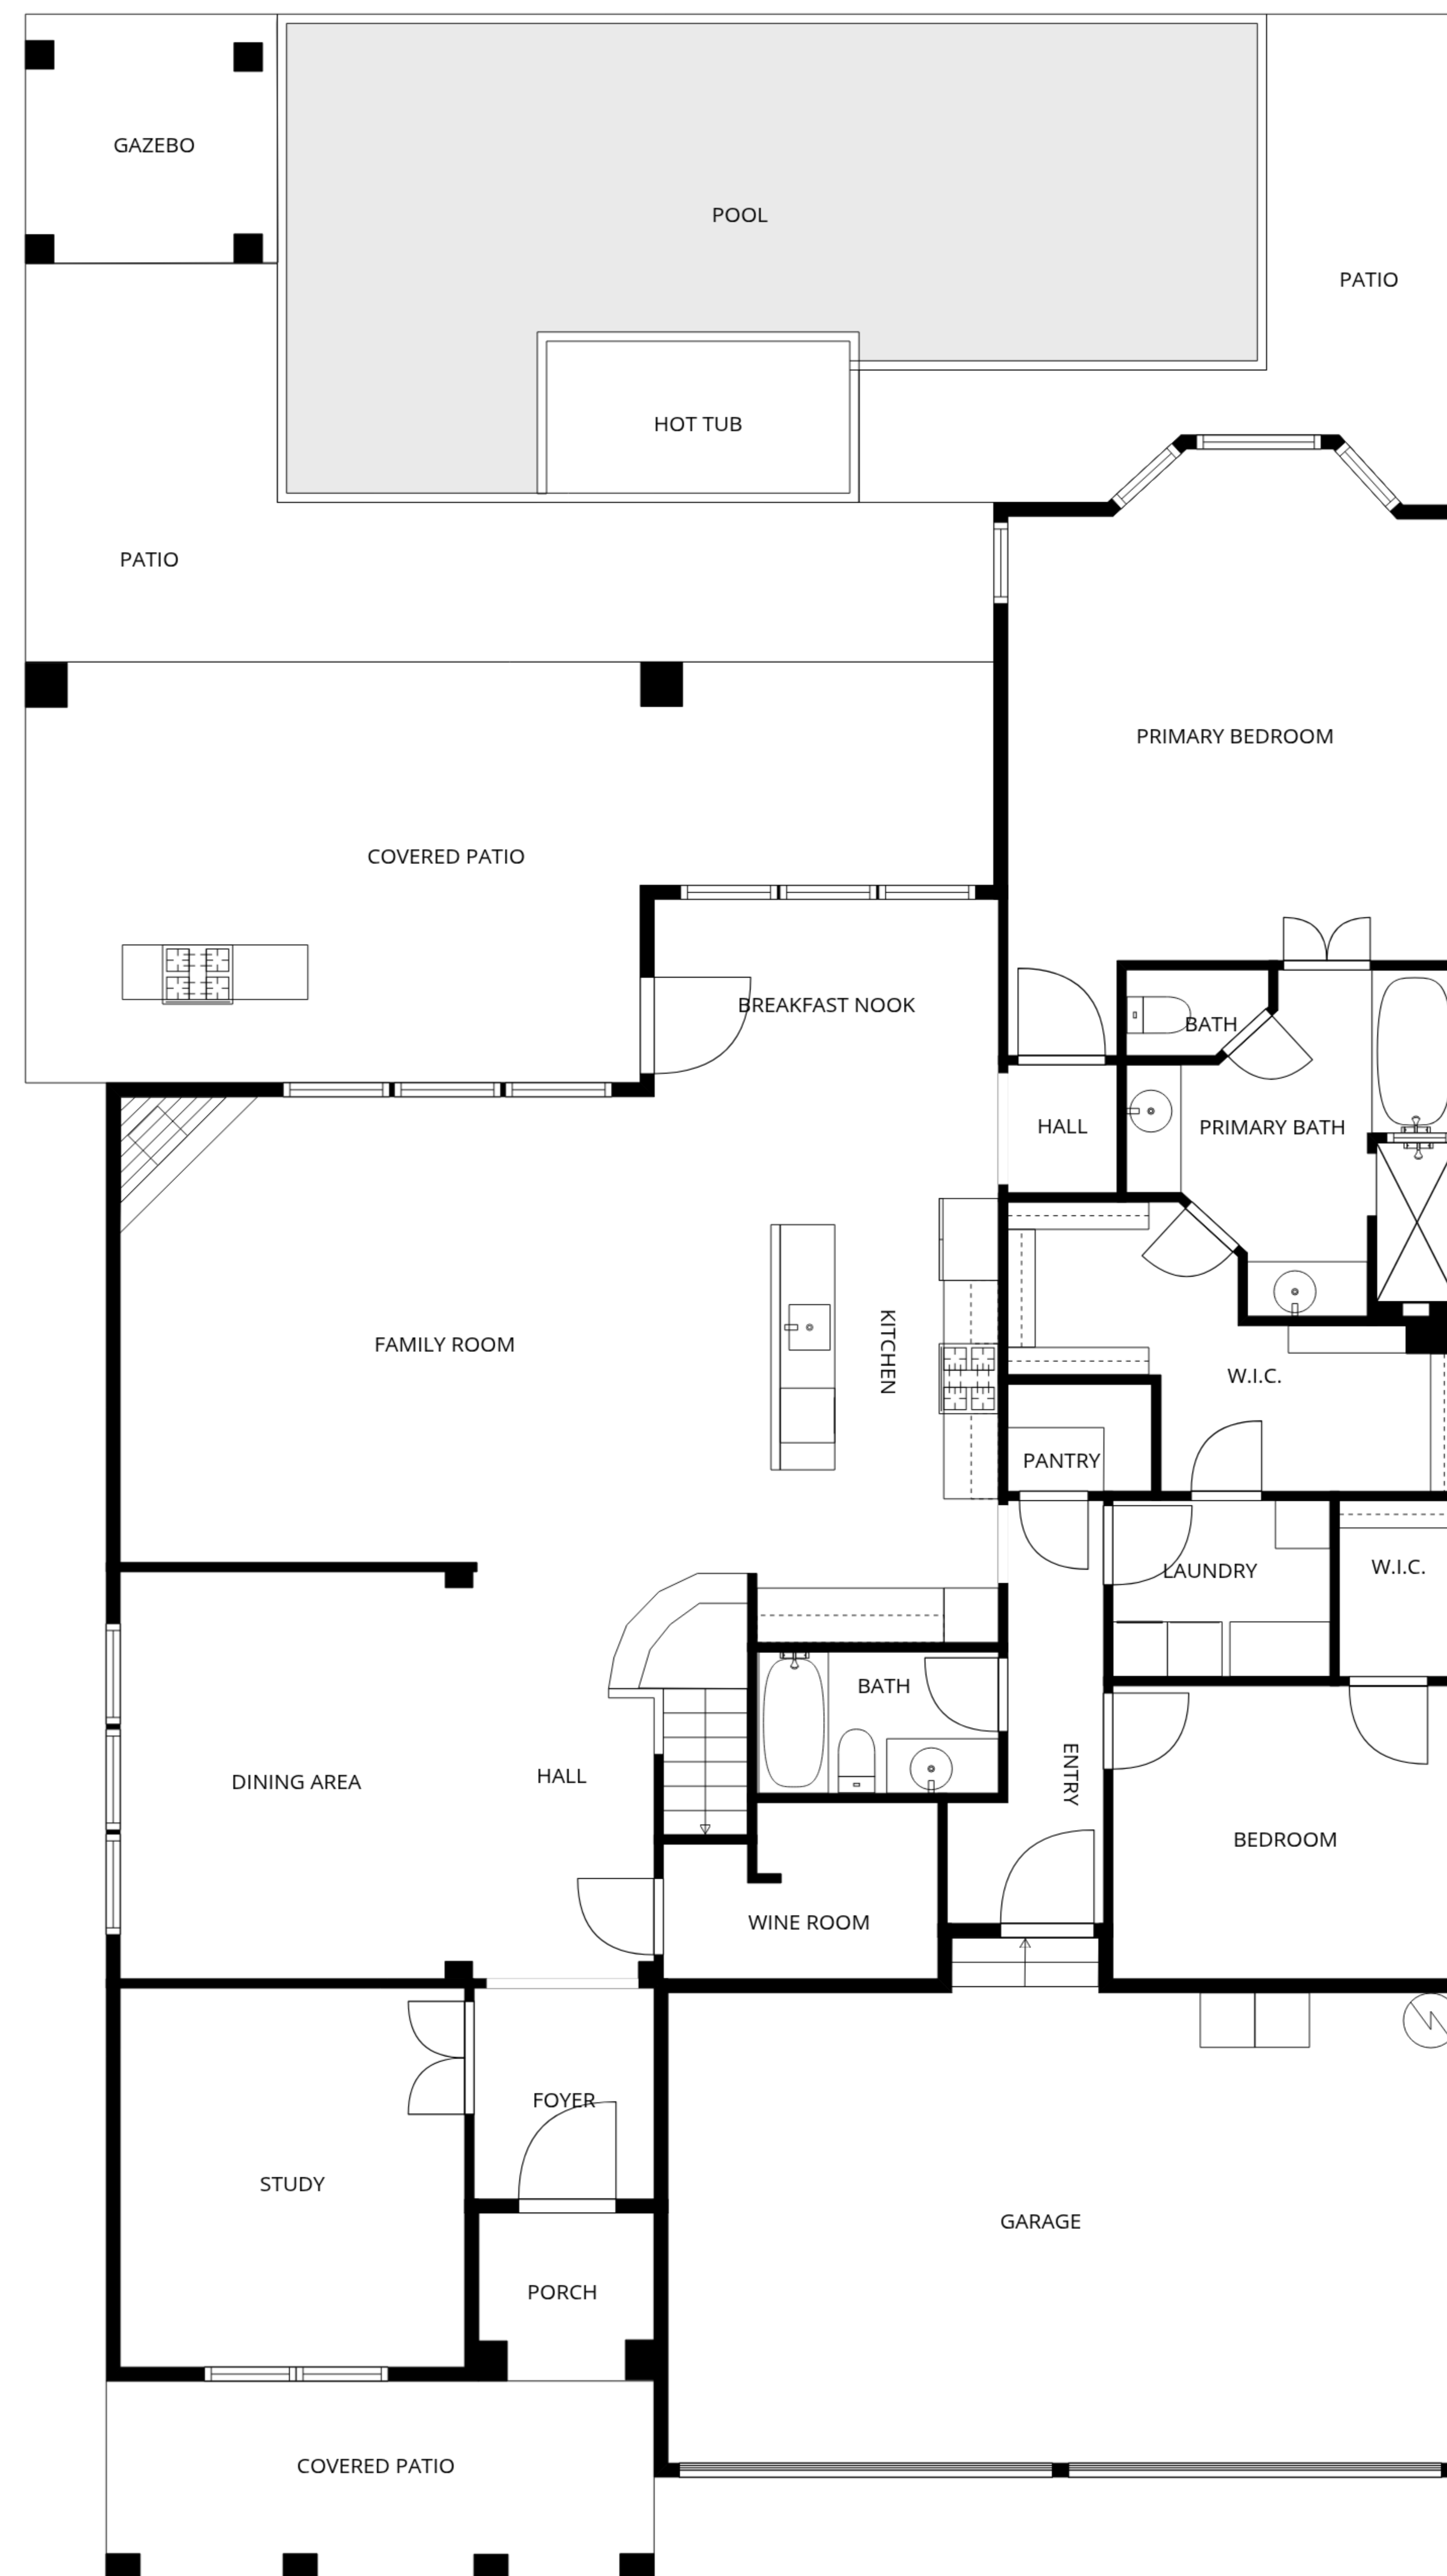 GAZEBO
POOL
PATIO
HOT TUB
PATIO
PRIMARY BEDROOM
COVERED PATIO
BREAKFAST NOOK
BATH
HALL
PRIMARY BATH
FAMILY ROOM
KITCHEN
W.I.C.
PANTRY
LAUNDRY
W.I.C.
BATH
DINING AREA
HALL
ENTRY
BEDROOM
WINE ROOM
FOYER
STUDY
GARAGE
PORCH
COVERED PATIO